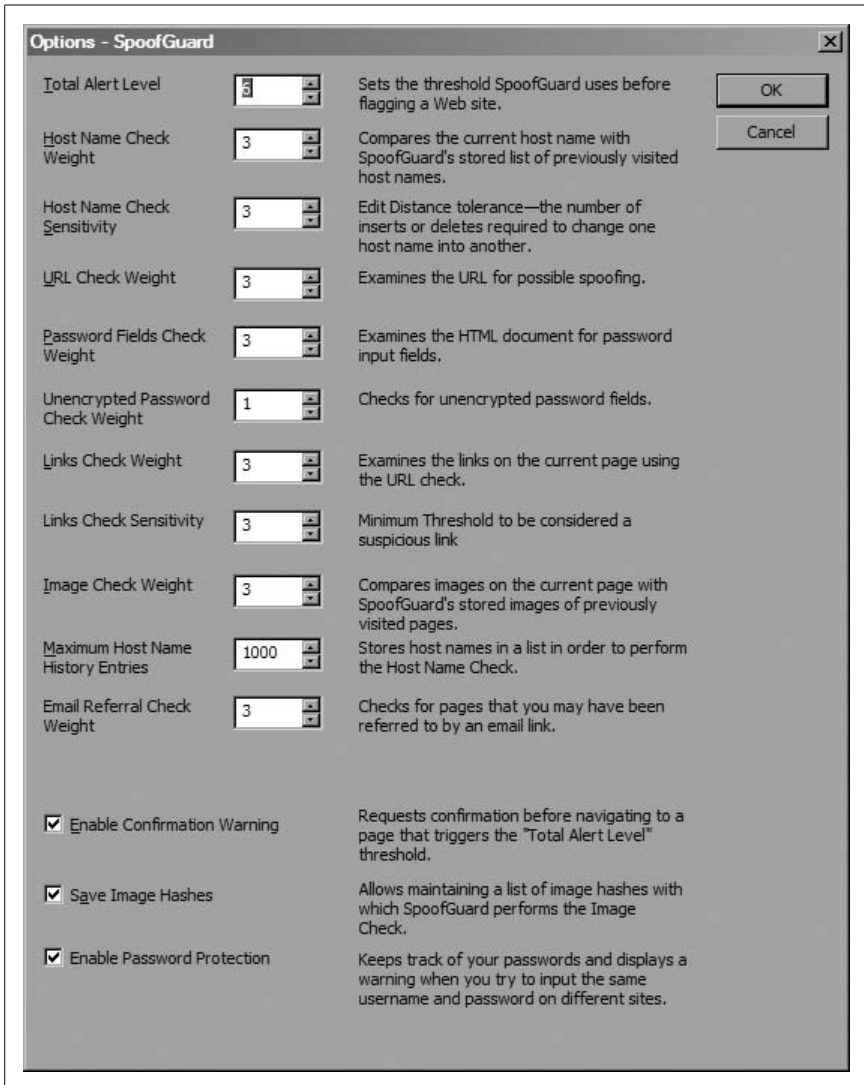 Options - SpoofGuard
Total Alert Level
6
Sets the threshold SpoofGuard uses before
flagging a Web site.
OK
Cancel
Host Name Check
Weight
3
Compares the current host name with
SpoofGuard's stored list of previously visited
host names.
Host Name Check
Sensitivity
3
Edit Distance tolerance—the number of
inserts or deletes required to change one
host name into another.
URL Check Weight
3
Examines the URL for possible spoofing.
Password Fields Check
Weight
3
Examines the HTML document for password
input fields.
Unencrypted Password
Check Weight
1
Checks for unencrypted password fields.
Links Check Weight
3
Examines the links on the current page using
the URL check.
Links Check Sensitivity
3
Minimum Threshold to be considered a
suspicious link
Image Check Weight
3
Compares images on the current page with
SpoofGuard's stored images of previously
visited pages.
Maximum Host Name
History Entries
1000
Stores host names in a list in order to perform
the Host Name Check.
Email Referral Check
Weight
3
Checks for pages that you may have been
referred to by an email link.
Enable Confirmation Warning
Requests confirmation before navigating to a
page that triggers the "Total Alert Level"
threshold.
Save Image Hashes
Allows maintaining a list of image hashes with
which SpoofGuard performs the Image
Check.
Enable Password Protection
Keeps track of your passwords and displays a
warning when you try to input the same
username and password on different sites.